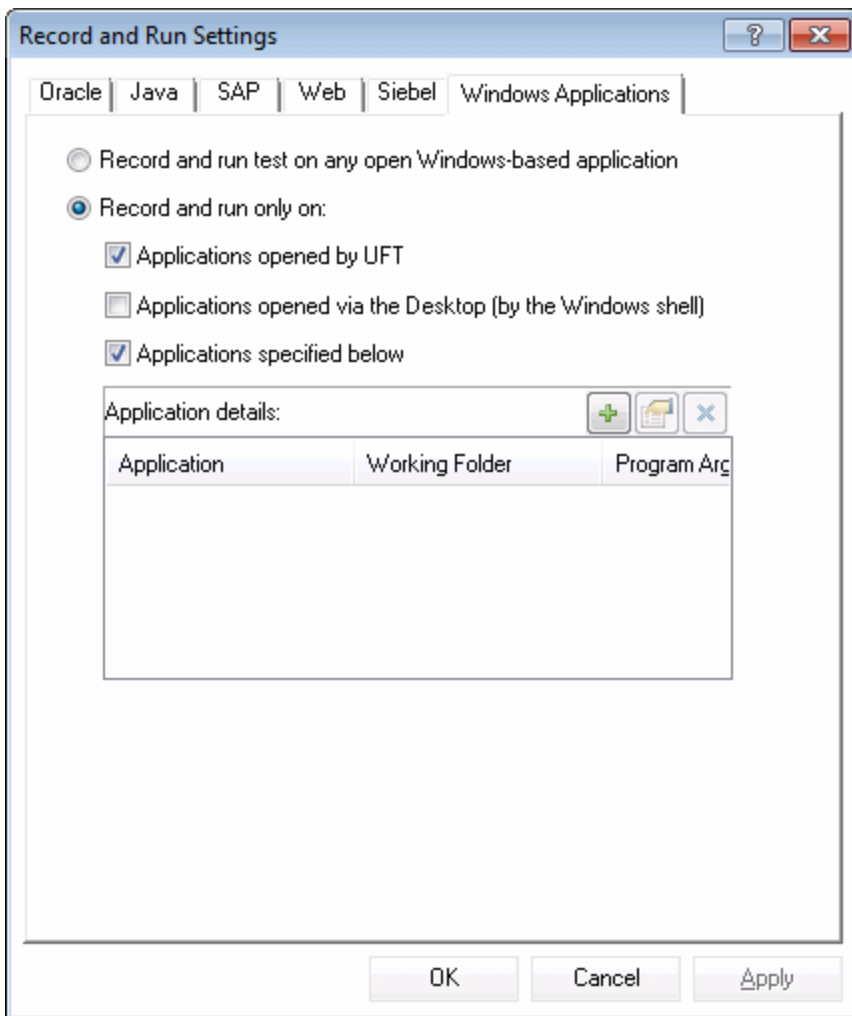 Record and Run Settings
Oracle Java SAP Web Siebel Windows Applications
Record and run test on any open Windows-based application
Record and run only on:
Applications opened by UFT
Applications opened via the Desktop (by the Windows shell)
Applications specified below
Application details:
Application Working Folder Program Arg
OK Cancel Apply